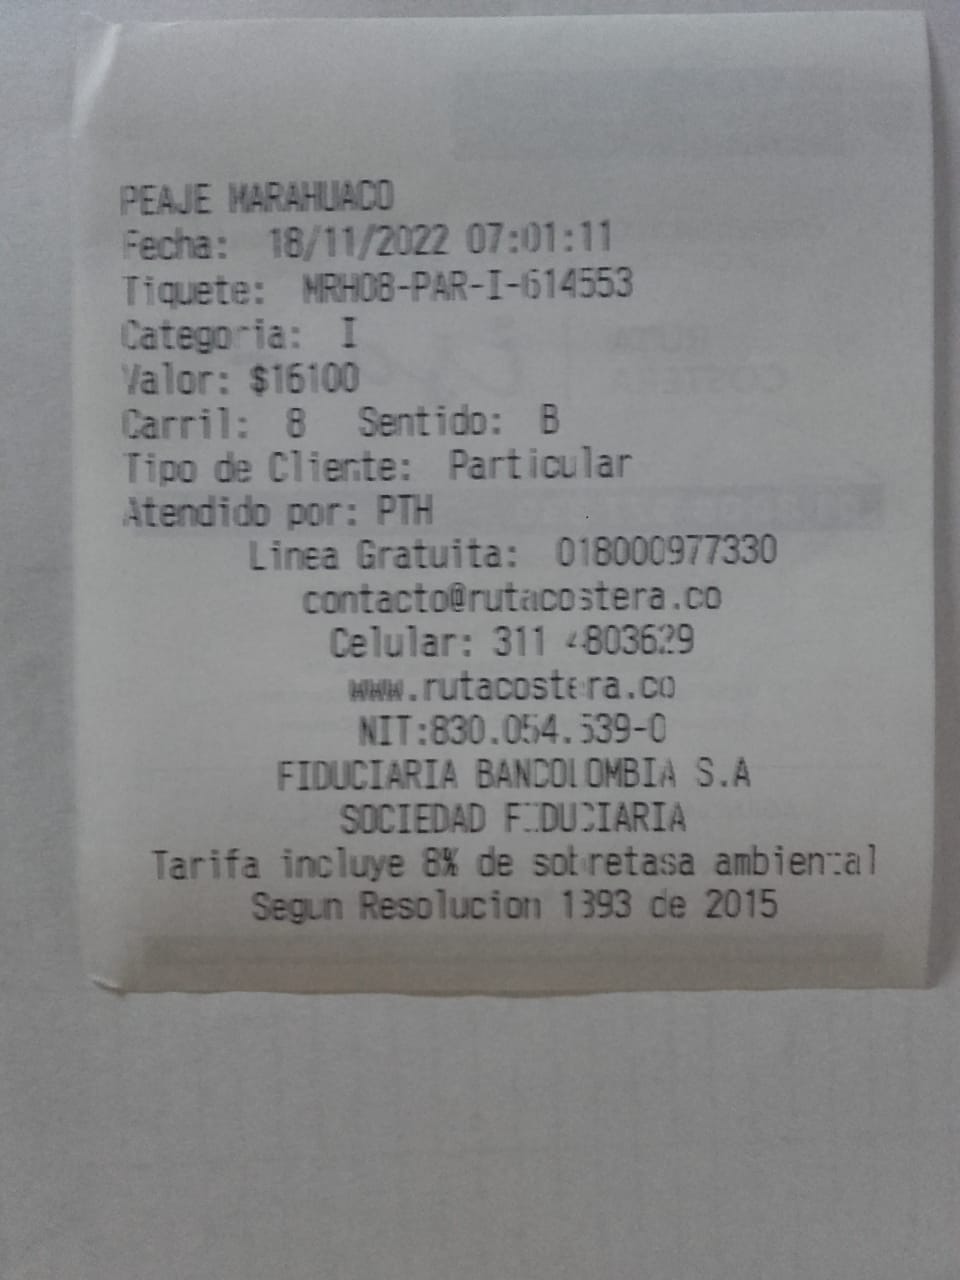 PEAJE MARAHUACO
Fecha: 18/11/2022 07:01:11
Tiquete: MRH08-PAR-I-614553
Categoria: I
Valor: $16100
Carril: 8 Sentido: B
Tipo de Cliente: Particular
Atendido por: PTH
Linea Gratuita: 018000977330
contacto@rutacostera.co
Celular: 311 4803629
www.rutacostera.co
NIT:830.054.539-0
FIDUCIARIA BANCOLOMBIA S.A
SOCIEDAD FIDUCIARIA
Tarifa incluye 8% de sobretasa ambiental
Segun Resolucion 1393 de 2015